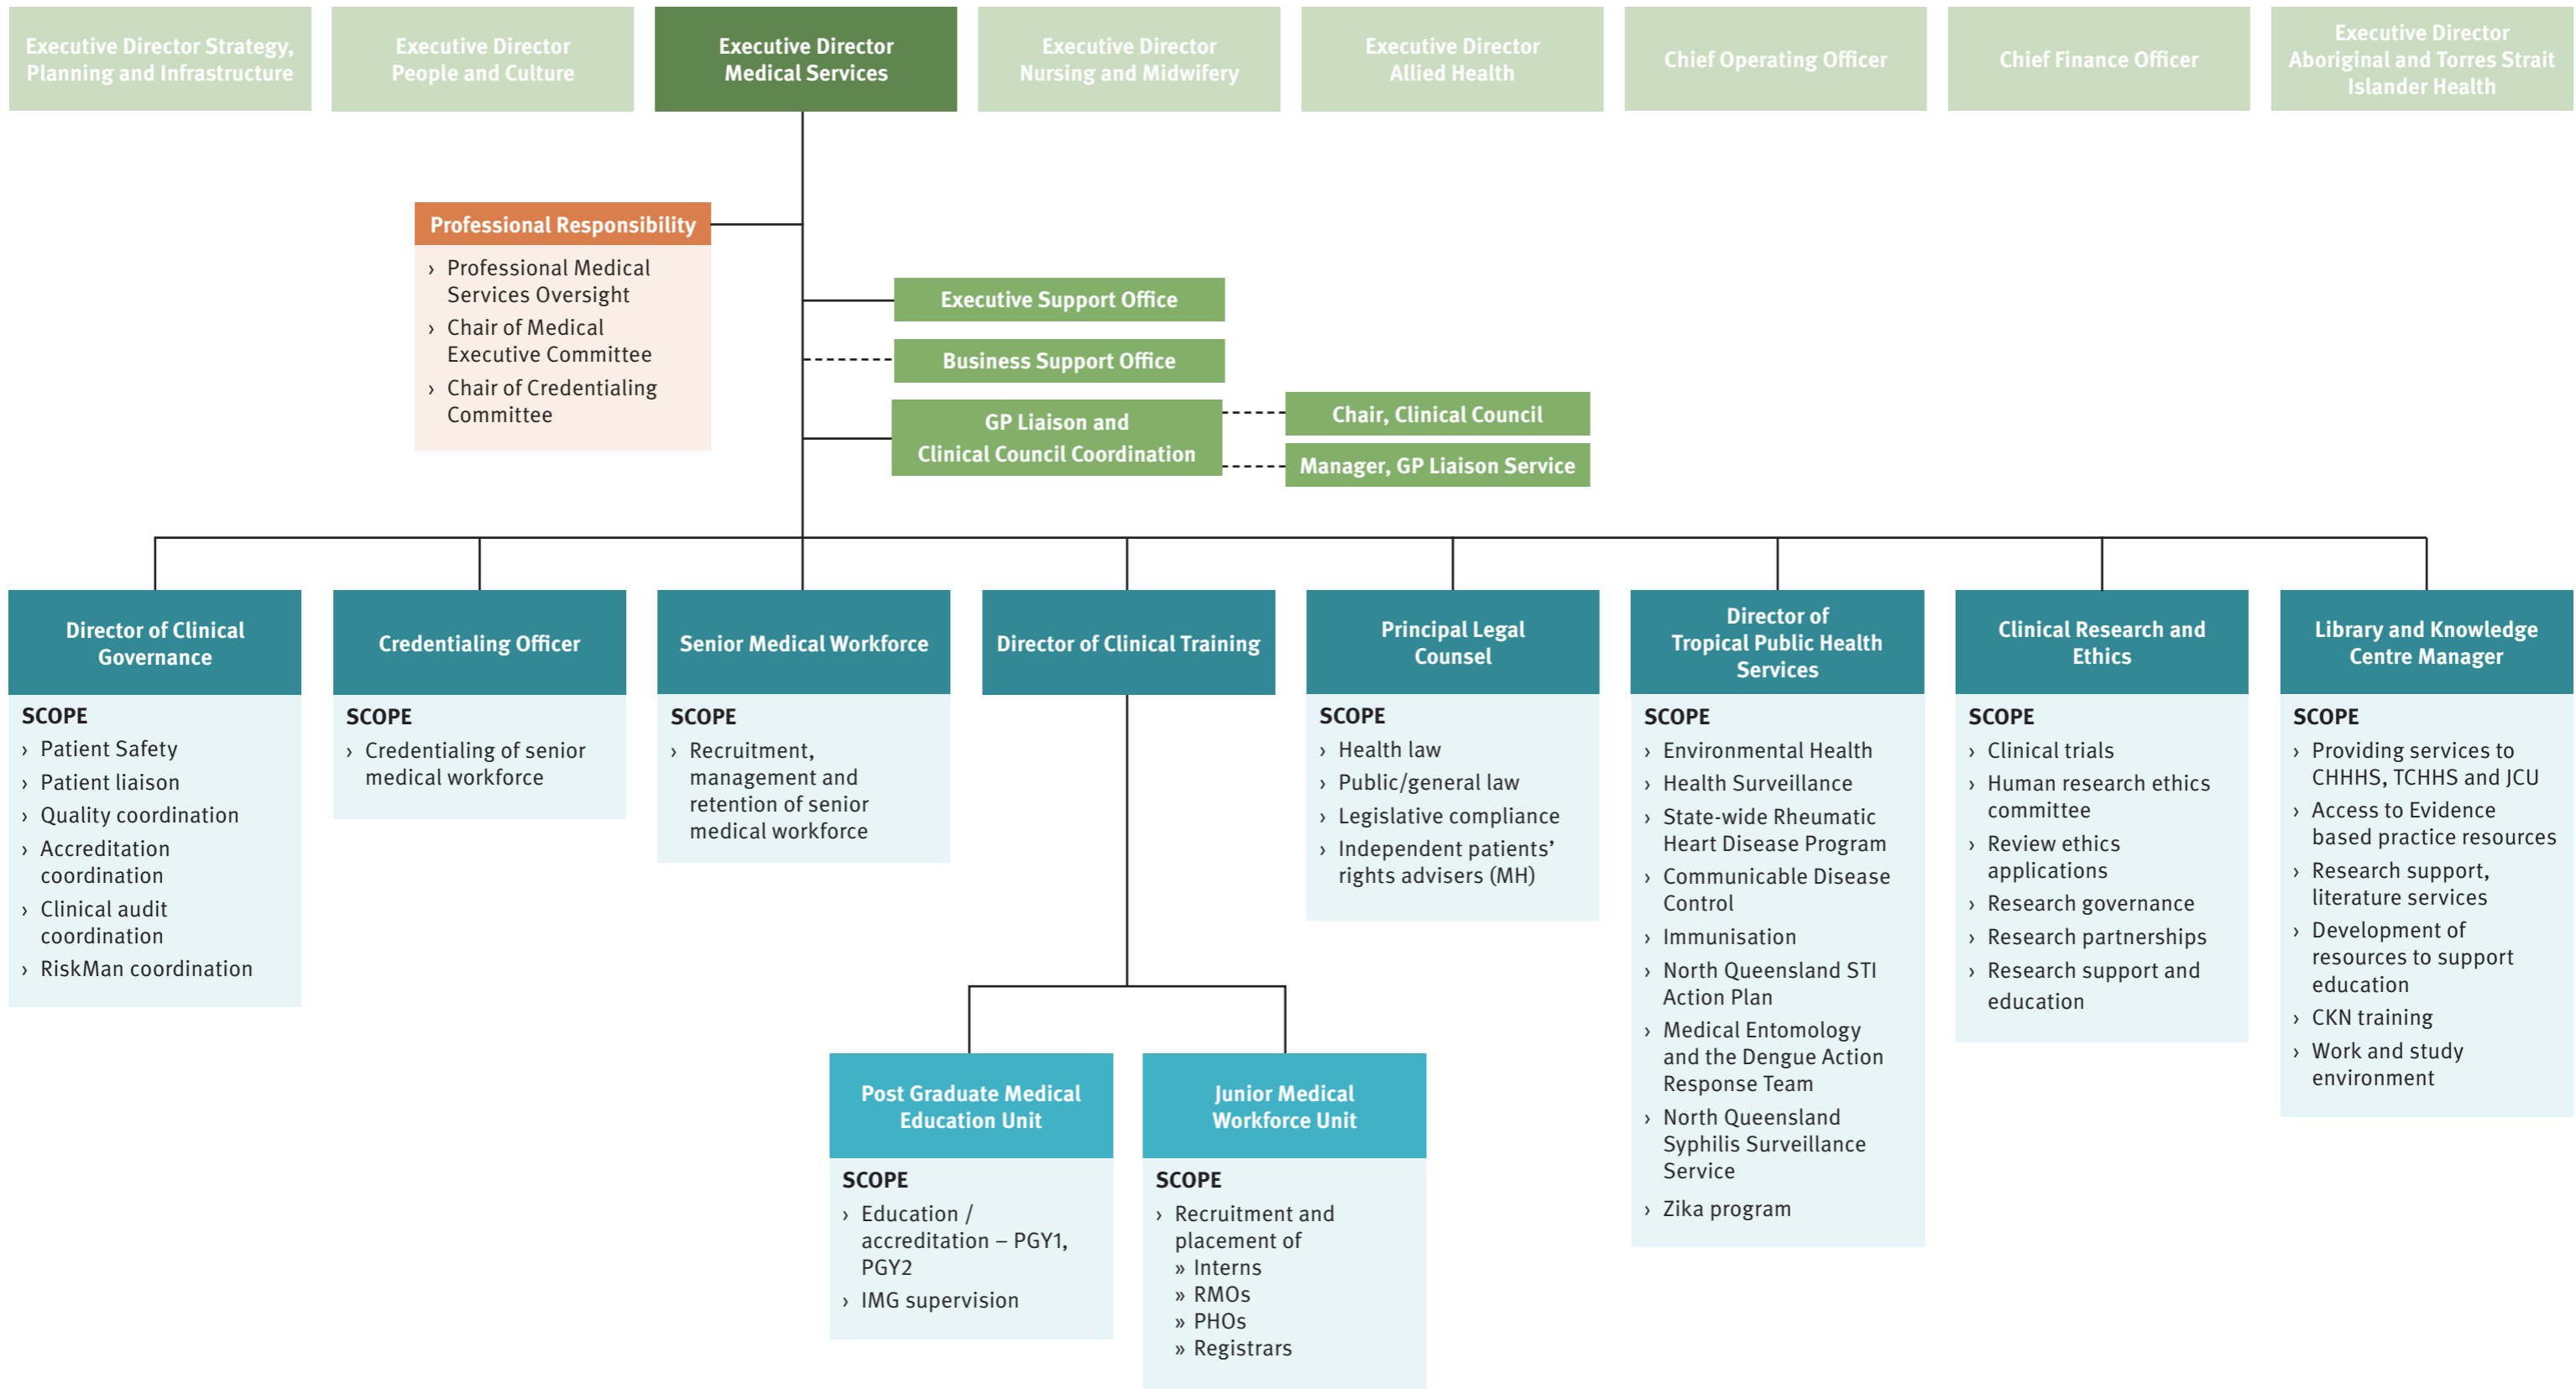 Executive Director Strategy,
Planning and Infrastructure
Executive Director
People and Culture
Executive Director
Medical Services
Executive Director
Nursing and Midwifery
Executive Director
Allied Health
Chief Operating Officer
Chief Finance Officer
Executive Director
Aboriginal and Torres Strait
Islander Health
Professional Responsibility
› Professional Medical
Services Oversight
› Chair of Medical
Executive Committee
› Chair of Credentialing
Committee
Executive Support Office
Business Support Office
GP Liaison and
Clinical Council Coordination
Chair, Clinical Council
Manager, GP Liaison Service
Director of Clinical
Governance
SCOPE
› Patient Safety
› Patient liaison
› Quality coordination
› Accreditation
coordination
› Clinical audit
coordination
› RiskMan coordination
Credentialing Officer
SCOPE
› Credentialing of senior
medical workforce
Senior Medical Workforce
SCOPE
› Recruitment,
management and
retention of senior
medical workforce
Director of Clinical Training
Post Graduate Medical
Education Unit
SCOPE
› Education /
accreditation – PGY1,
PGY2
› IMG supervision
Junior Medical
Workforce Unit
SCOPE
› Recruitment and
placement of
» Interns
» RMOs
» PHOs
» Registrars
Principal Legal
Counsel
SCOPE
› Health law
› Public/general law
› Legislative compliance
› Independent patients’
rights advisers (MH)
Director of
Tropical Public Health
Services
SCOPE
› Environmental Health
› Health Surveillance
› State-wide Rheumatic
Heart Disease Program
› Communicable Disease
Control
› Immunisation
› North Queensland STI
Action Plan
› Medical Entomology
and the Dengue Action
Response Team
› North Queensland
Syphilis Surveillance
Service
› Zika program
Clinical Research and
Ethics
SCOPE
› Clinical trials
› Human research ethics
committee
› Review ethics
applications
› Research governance
› Research partnerships
› Research support and
education
Library and Knowledge
Centre Manager
SCOPE
› Providing services to
CHHHS, TCHHS and JCU
› Access to Evidence
based practice resources
› Research support,
literature services
› Development of
resources to support
education
› CKN training
› Work and study
environment